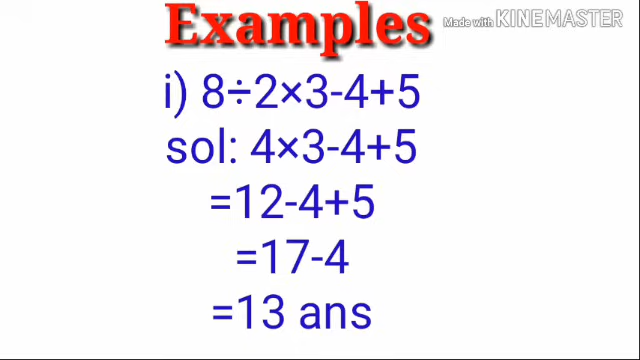 Examples
Made with KINEMASTER
i) 8÷2×3-4+5
sol: 4×3-4+5
=12-4+5
=17-4
=13 ans